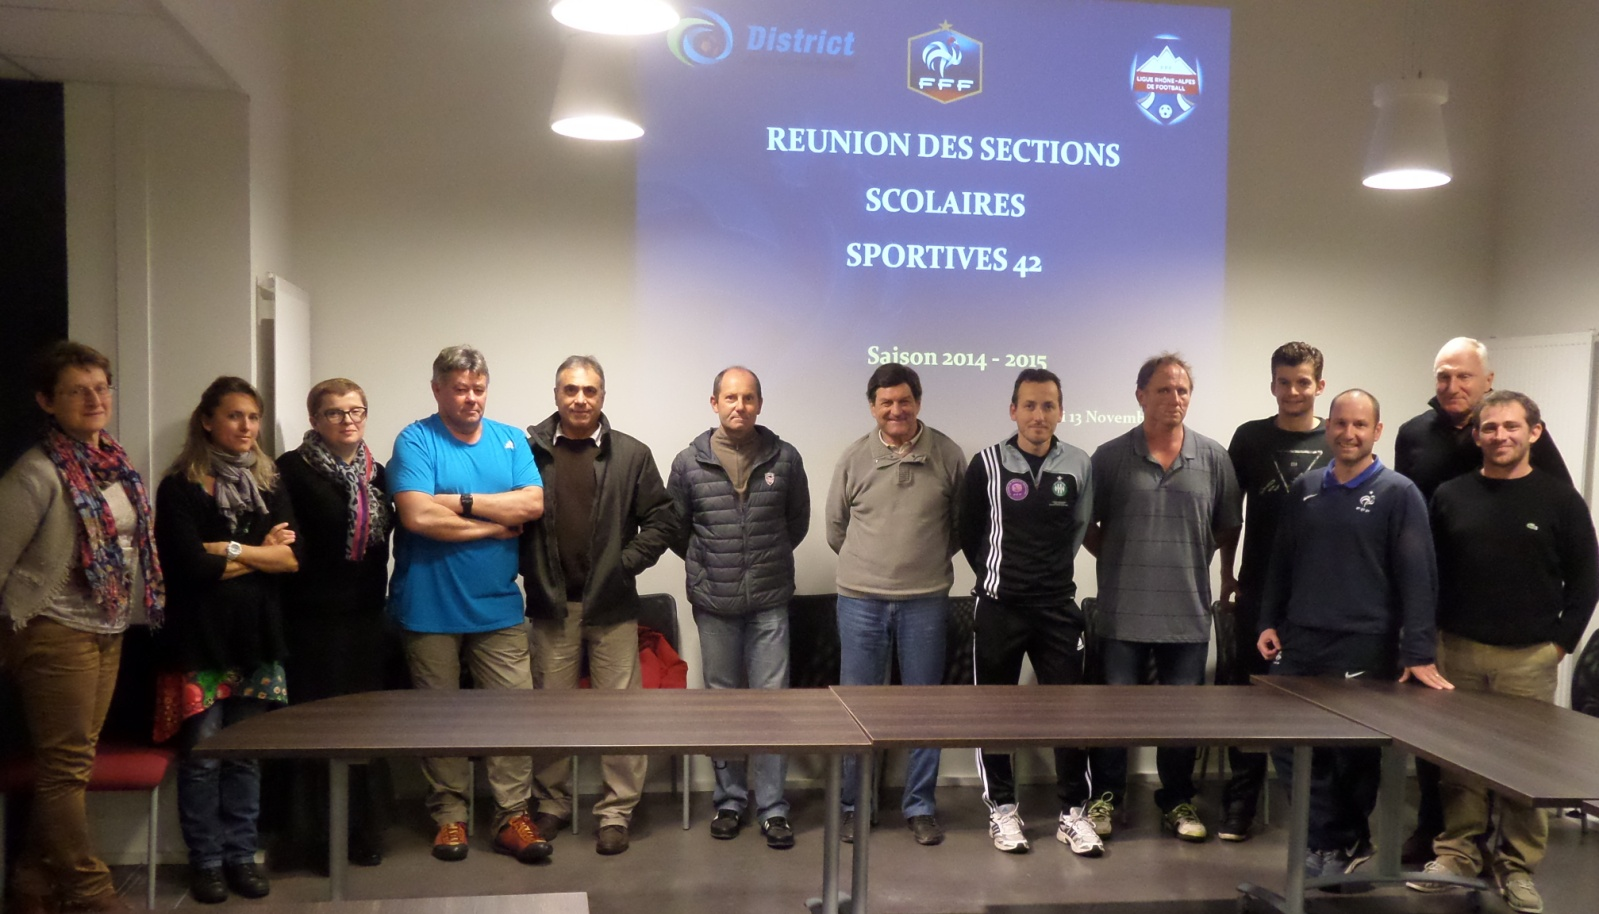 District
FFF
LIGUE RHÔNE-ALPES
DE FOOTBALL
REUNION DES SECTIONS
SCOLAIRES
SPORTIVES 42
Saison 2014 - 2015
13 Novemb